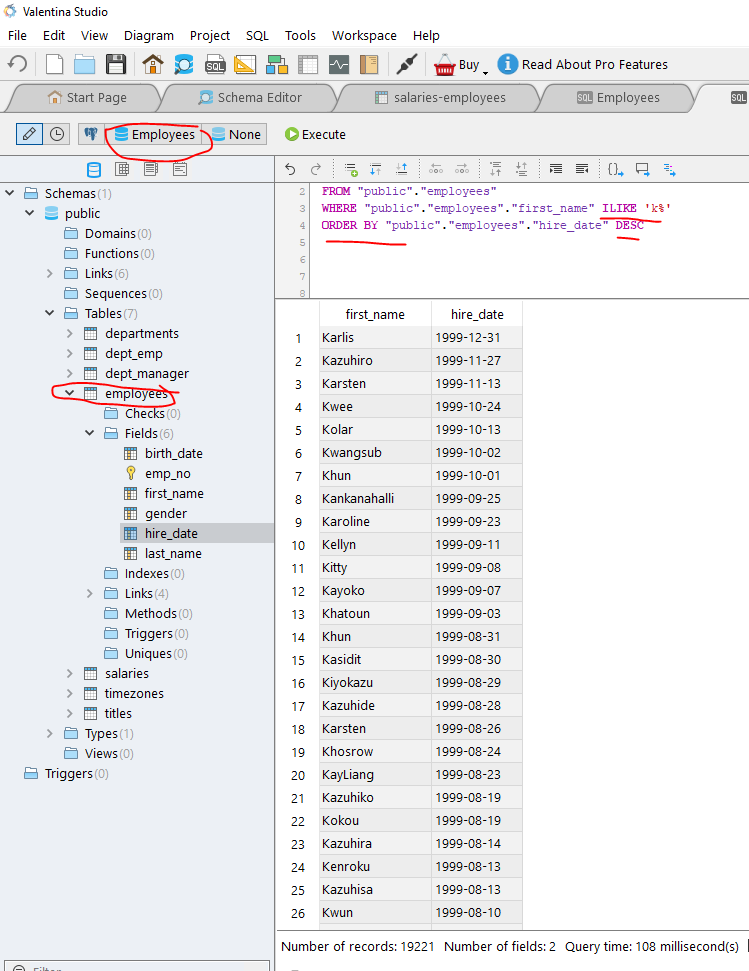 Valentina Studio
File Edit View Diagram Project SQL Tools Workspace Help
SQL Buy Read About Pro Features
Start Page Schema Editor salaries-employees SQL Employees SQL
Employees None Execute
Schemas(1)
public
Domains(0)
Functions(0)
Links(6)
Sequences(0)
Tables(7)
departments
dept_emp
dept_manager
employees
Checks(0)
Fields(6)
birth_date
emp_no
first_name
gender
hire_date
last_name
Indexes(0)
Links(4)
Methods(0)
Triggers(0)
Uniques(0)
salaries
timezones
titles
Types(1)
Views(0)
Triggers(0)
Filter
2 FROM "public"."employees"
3 WHERE "public"."employees"."first_name" ILIKE 'k%'
4 ORDER BY "public"."employees"."hire_date" DESC
5
6
7
8
first_name hire_date
1 Karlis 1999-12-31
2 Kazuhiro 1999-11-27
3 Karsten 1999-11-13
4 Kwee 1999-10-24
5 Kolar 1999-10-13
6 Kwangsub 1999-10-02
7 Khun 1999-10-01
8 Kankanahalli 1999-09-25
9 Karoline 1999-09-23
10 Kellyn 1999-09-11
11 Kitty 1999-09-08
12 Kayoko 1999-09-07
13 Khatoun 1999-09-03
14 Khun 1999-08-31
15 Kasidit 1999-08-30
16 Kiyokazu 1999-08-29
17 Kazuhide 1999-08-28
18 Karsten 1999-08-26
19 Khosrow 1999-08-24
20 KayLiang 1999-08-23
21 Kazuhiko 1999-08-19
22 Kokou 1999-08-19
23 Kazuhira 1999-08-14
24 Kenroku 1999-08-13
25 Kazuhisa 1999-08-13
26 Kwun 1999-08-10
Number of records: 19221 Number of fields: 2 Query time: 108 millisecond(s)